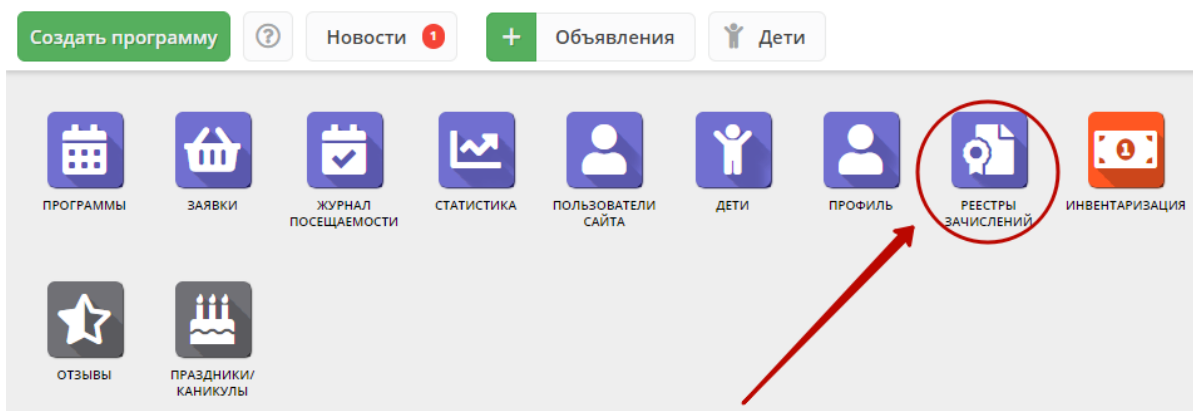 Создать программу
?
Новости 1
+ Объявления
Дети
ПРОГРАММЫ
ЗАЯВКИ
ЖУРНАЛ
ПОСЕЩАЕМОСТИ
СТАТИСТИКА
ПОЛЬЗОВАТЕЛИ
САЙТА
ДЕТИ
ПРОФИЛЬ
РЕЕСТРЫ
ЗАЧИСЛЕНИЙ
1
ИНВЕНТАРИЗАЦИЯ
ОТЗЫВЫ
ПРАЗДНИКИ/
КАНИКУЛЫ